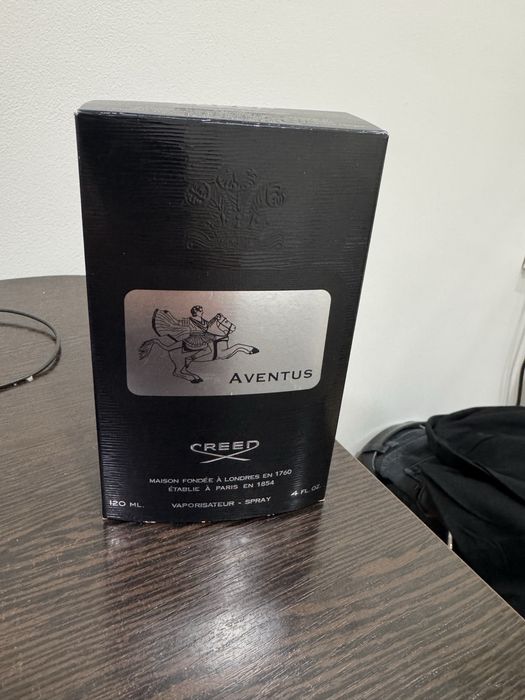 AVENTUS
CREED
MAISON FONDÉE À LONDRES EN 1760
ÉTABLIE À PARIS EN 1854
120 ML. VAPORISATEUR - SPRAY 4 FL. OZ.